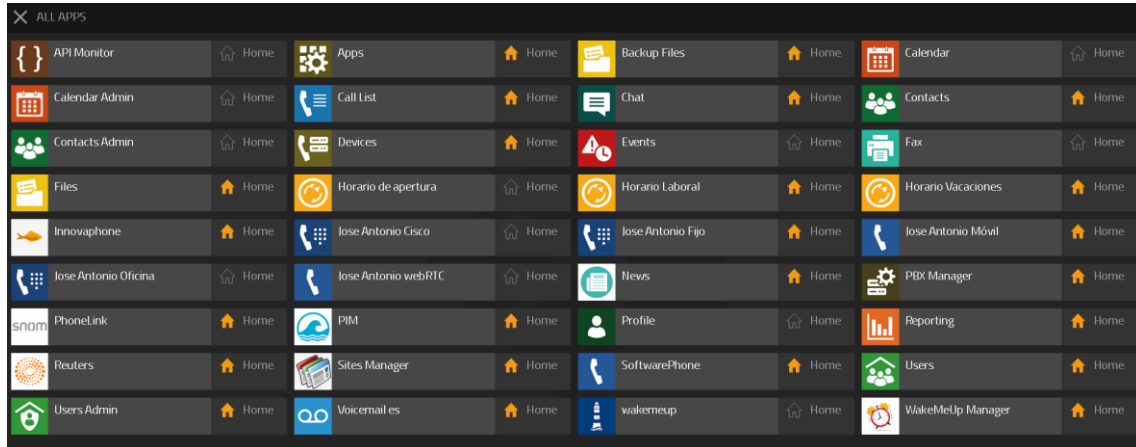 ALL APPS
API Monitor Home Apps Home Backup Files Home Calendar Home
Calendar Admin Home Call List Home Chat Home Contacts Home
Contacts Admin Home Devices Home Events Home Fax Home
Files Home Horario de apertura Home Horario Laboral Home Horario Vacaciones Home
Innovaphone Home Jose Antonio Cisco Home Jose Antonio Fijo Home Jose Antonio Móvil Home
Jose Antonio Oficina Home Jose Antonio webRTC Home News Home PBX Manager Home
snom PhoneLink Home PIM Home Profile Home Reporting Home
Reuters Home Sites Manager Home SoftwarePhone Home Users Home
Users Admin Home Voicemail es Home wakemeup Home WakeMeUp Manager Home